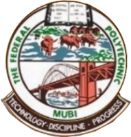 THE FEDERAL POLYTECHNIC
MUBI
TECHNOLOGY-DISCIPLINE-PROGRESS